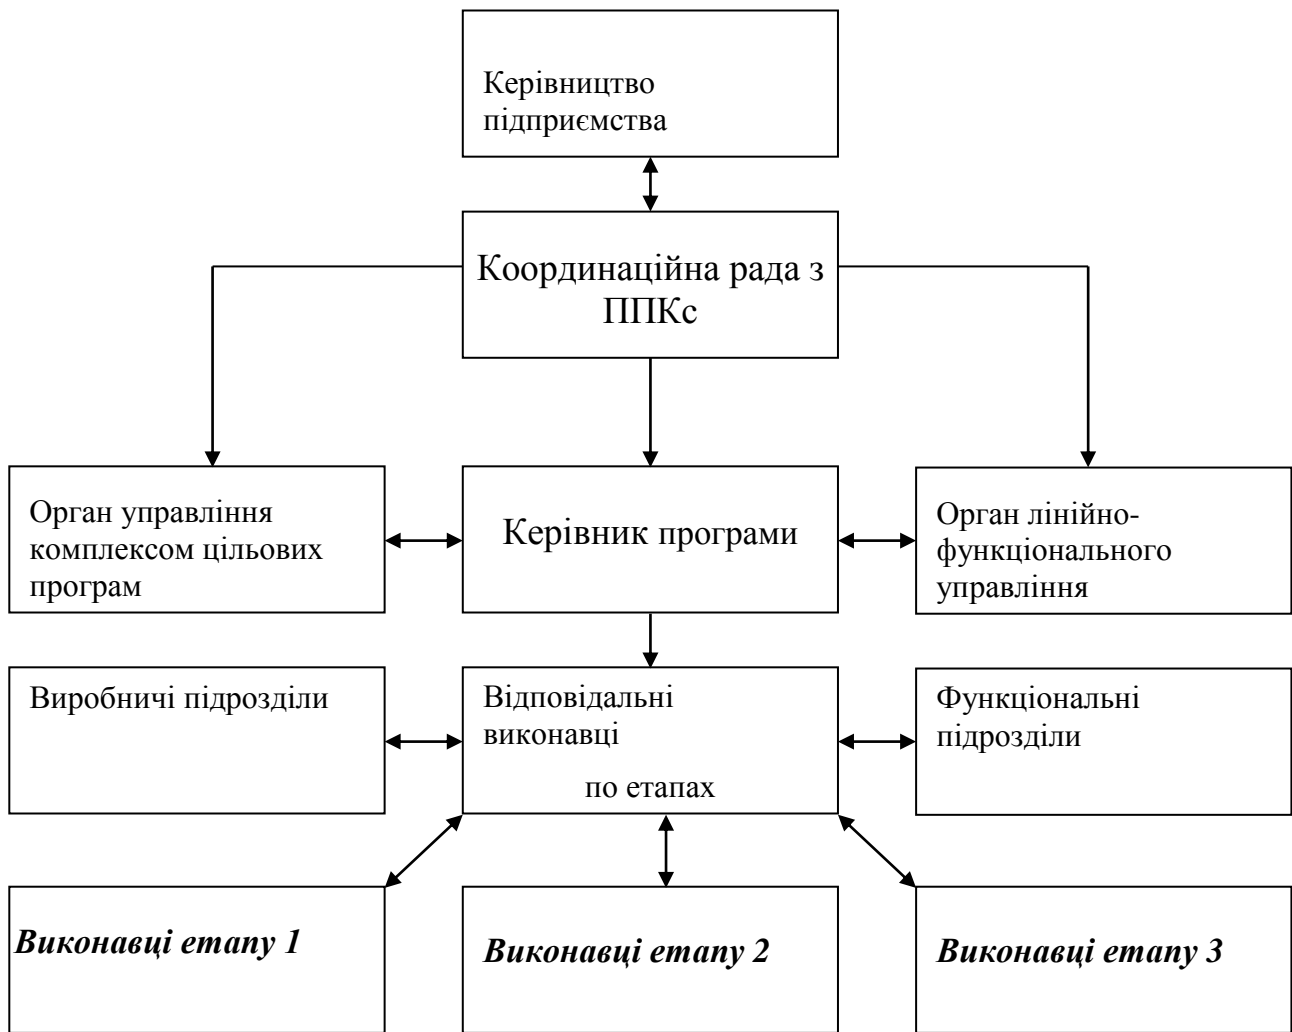 Керівництво
підприємства
Координаційна рада з
ППКс
Орган управління
комплексом цільових
програм
Керівник програми
Орган лінійно-
функціонального
управління
Виробничі підрозділи
Відповідальні
виконавці
по етапах
Функціональні
підрозділи
Виконавці етапу 1
Виконавці етапу 2
Виконавці етапу 3